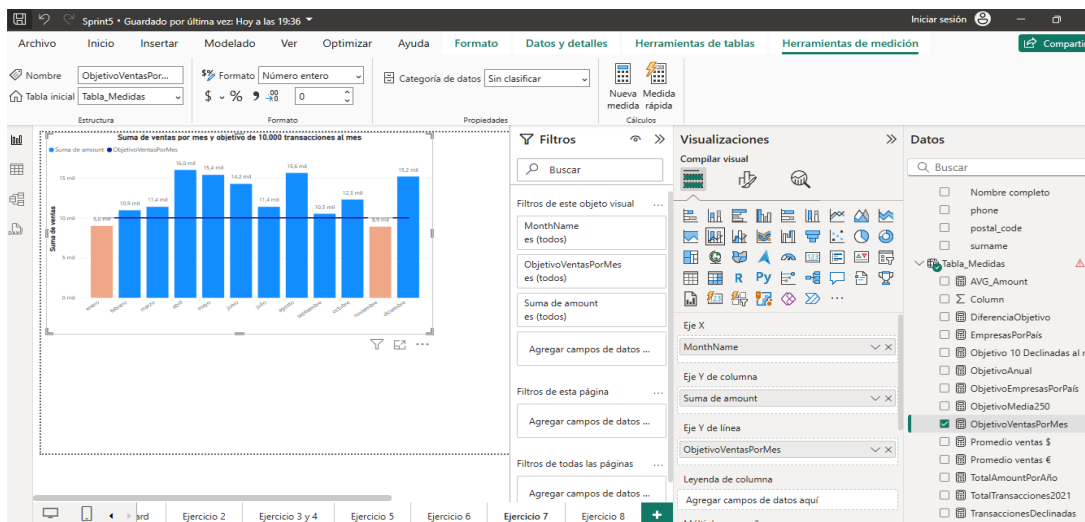 Sprint5 • Guardado por última vez: Hoy a las 19:36
Iniciar sesión
Archivo Inicio Insertar Modelado Ver Optimizar Ayuda Formato Datos y detalles Herramientas de tablas Herramientas de medición Compartir
Nombre ObjetivoVentasPor...
Tabla inicial Tabla_Medidas
Estructura
Formato Número entero
$ % 0
Formato
Categoría de datos Sin clasificar
Propiedades
Nueva medida
Medida rápida
Cálculos
Suma de ventas por mes y objetivo de 10.000 transacciones al mes
Suma de amount ObjetivoVentasPorMes
Suma de ventas
15 mil
10 mil
5 mil
0 mil
9,0 mil 10,9 mil 11,4 mil 16,0 mil 15,4 mil 14,2 mil 11,4 mil 15,6 mil 10,5 mil 12,3 mil 8,9 mil 15,2 mil
enero febrero marzo abril mayo junio julio agosto septiembre octubre noviembre diciembre
Filtros
Buscar
Filtros de este objeto visual ...
MonthName
es (todos)
ObjetivoVentasPorMes
es (todos)
Suma de amount
es (todos)
Agregar campos de datos ...
Filtros de esta página ...
Agregar campos de datos ...
Filtros de todas las páginas ...
Agregar campos de datos ...
Visualizaciones
Compilar visual
R Py
123
...
Eje X
MonthName
Eje Y de columna
Suma de amount
Eje Y de línea
ObjetivoVentasPorMes
Leyenda de columna
Agregar campos de datos aquí
Datos
Buscar
Nombre completo
phone
postal_code
surname
Tabla_Medidas
AVG_Amount
Column
DiferenciaObjetivo
EmpresasPorPaís
Objetivo 10 Declinadas al
ObjetivoAnual
ObjetivoEmpresasPorPaís
ObjetivoMedia250
ObjetivoVentasPorMes
Promedio ventas $
Promedio ventas €
TotalAmountPorAño
TotalTransacciones2021
TransaccionesDeclinadas
Ejercicio 2 Ejercicio 3 y 4 Ejercicio 5 Ejercicio 6 Ejercicio 7 Ejercicio 8 +